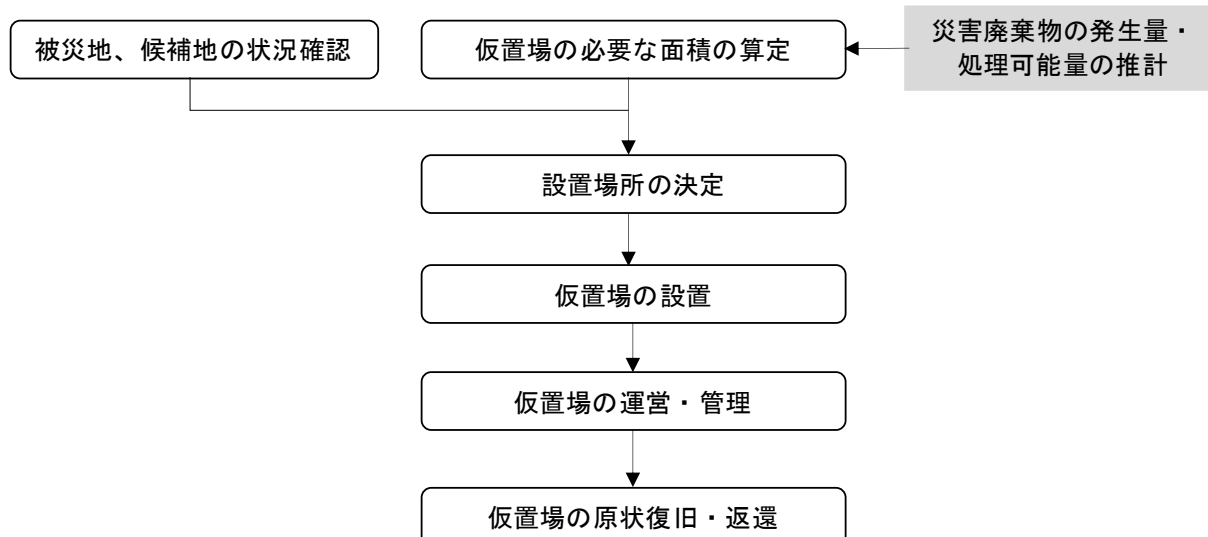 被災地、候補地の状況確認
仮置場の必要な面積の算定
災害廃棄物の発生量・
処理可能量の推計
設置場所の決定
仮置場の設置
仮置場の運営・管理
仮置場の原状復旧・返還